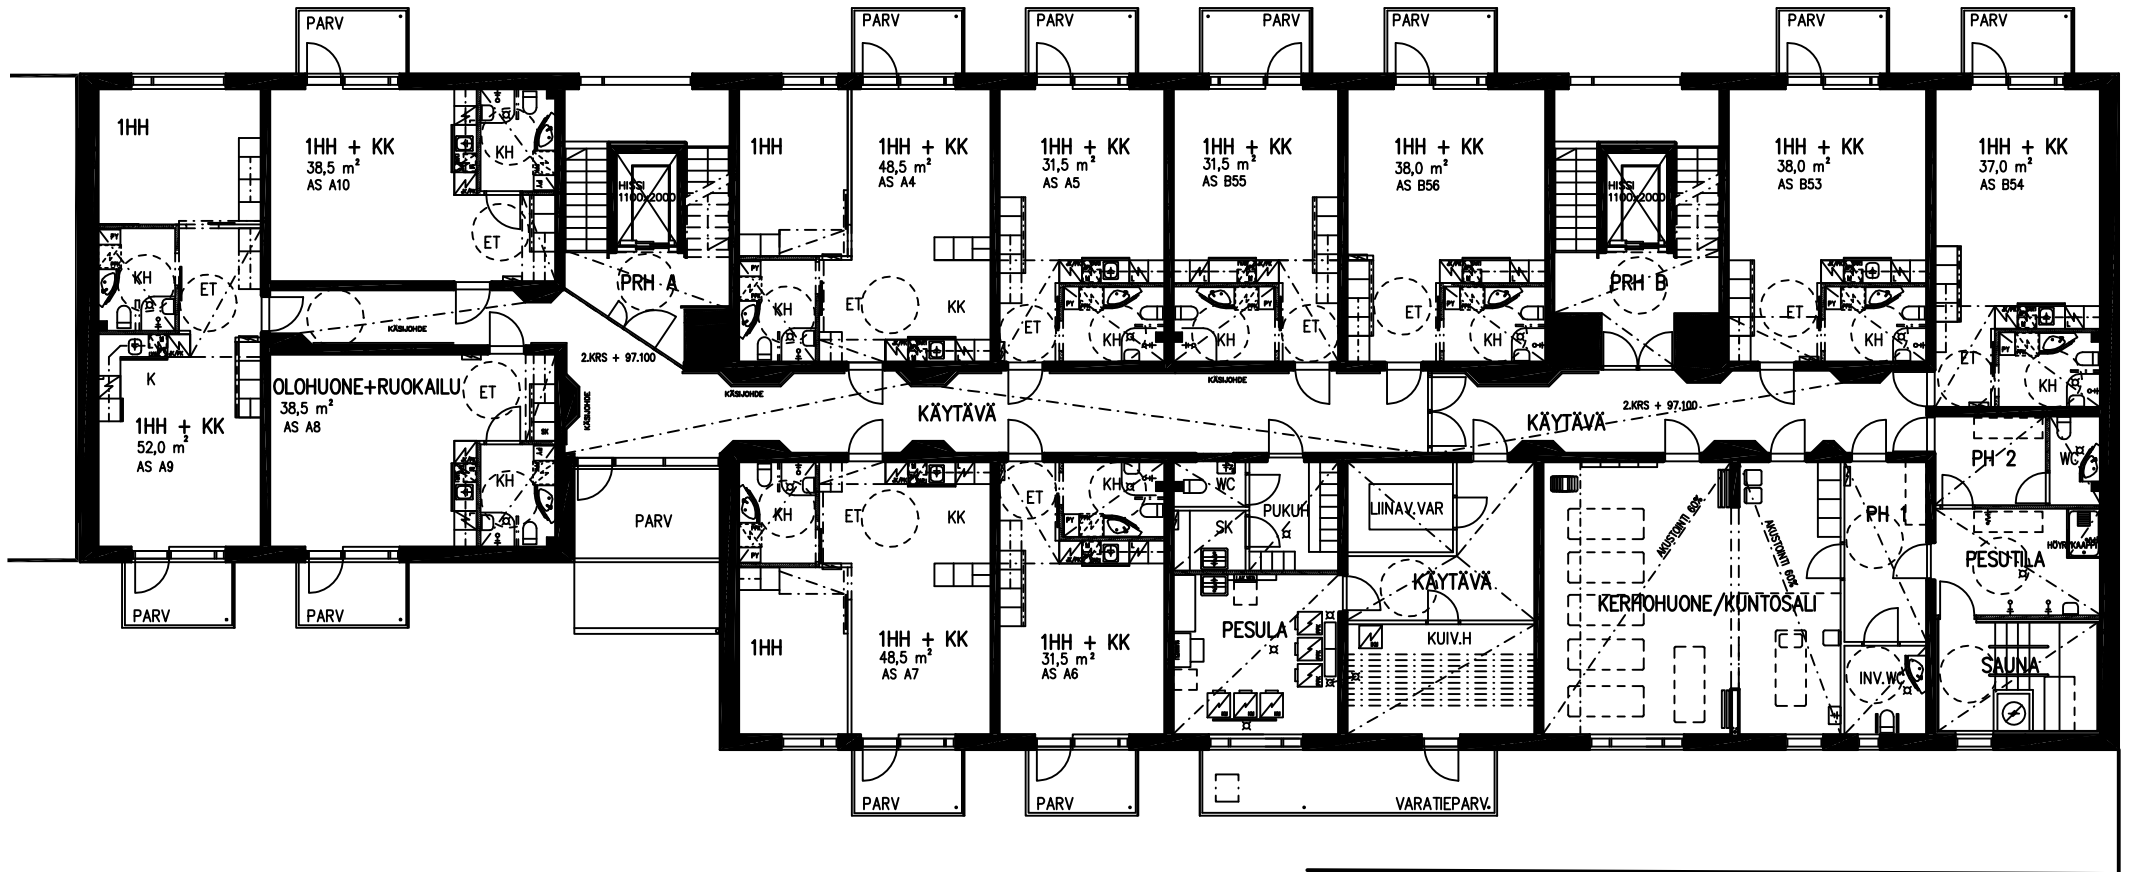 PARV
PARV
PARV
PARV
PARV
PARV
PARV
1HH
1HH + KK
38,5 m²
AS A10
KH
ET
HISSI
1100x2000
PRH A
1HH
1HH + KK
48,5 m²
AS A4
KH
ET
KK
1HH + KK
31,5 m²
AS A5
ET
KH
1HH + KK
31,5 m²
AS B55
KH
ET
1HH + KK
38,0 m²
AS B56
ET
KH
HISSI
1100x2000
PRH B
1HH + KK
38,0 m²
AS B53
ET
KH
1HH + KK
37,0 m²
AS B54
ET
KH
KH
ET
KÄSIJOHDE
2.KRS + 97.100
KÄSIJOHDE
KÄSIJOHDE
KÄSIJOHDE
K
1HH + KK
52,0 m²
AS A9
OLOHUONE+RUOKAILU
38,5 m²
AS A8
ET
SK
KH
KÄYTÄVÄ
2.KRS + 97.100
KÄYTÄVÄ
PARV
KH
ET
KK
1HH
1HH + KK
48,5 m²
AS A7
ET
KH
1HH + KK
31,5 m²
AS A6
WC
SK
PUKUH
LIINAV.VAR
PESULA
KÄYTÄVÄ
KUIV.H
AKUSTOINTI 60%
AKUSTOINTI 60%
KERHOHUONE/KUNTOSALI
PH 1
PH 2
WC
HÖYRYKAAPPI
PESUTILA
INV.WC
SAUNA
PARV
PARV
PARV
PARV
VARATIEPARV.